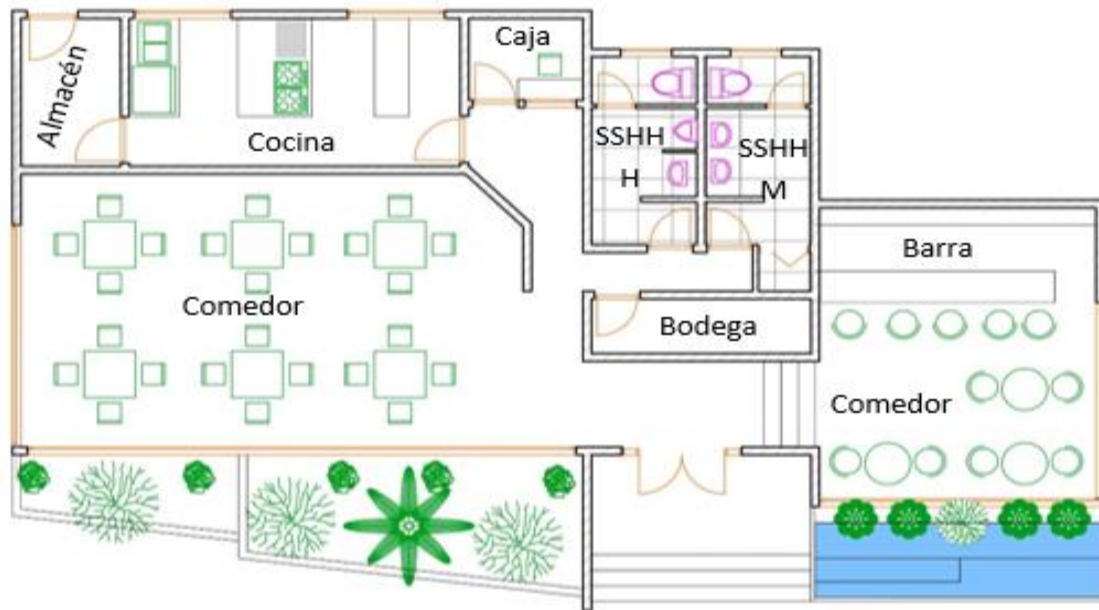 Almacén
Cocina
Caja
SSHH
H
SSHH
M
Comedor
Bodega
Barra
Comedor